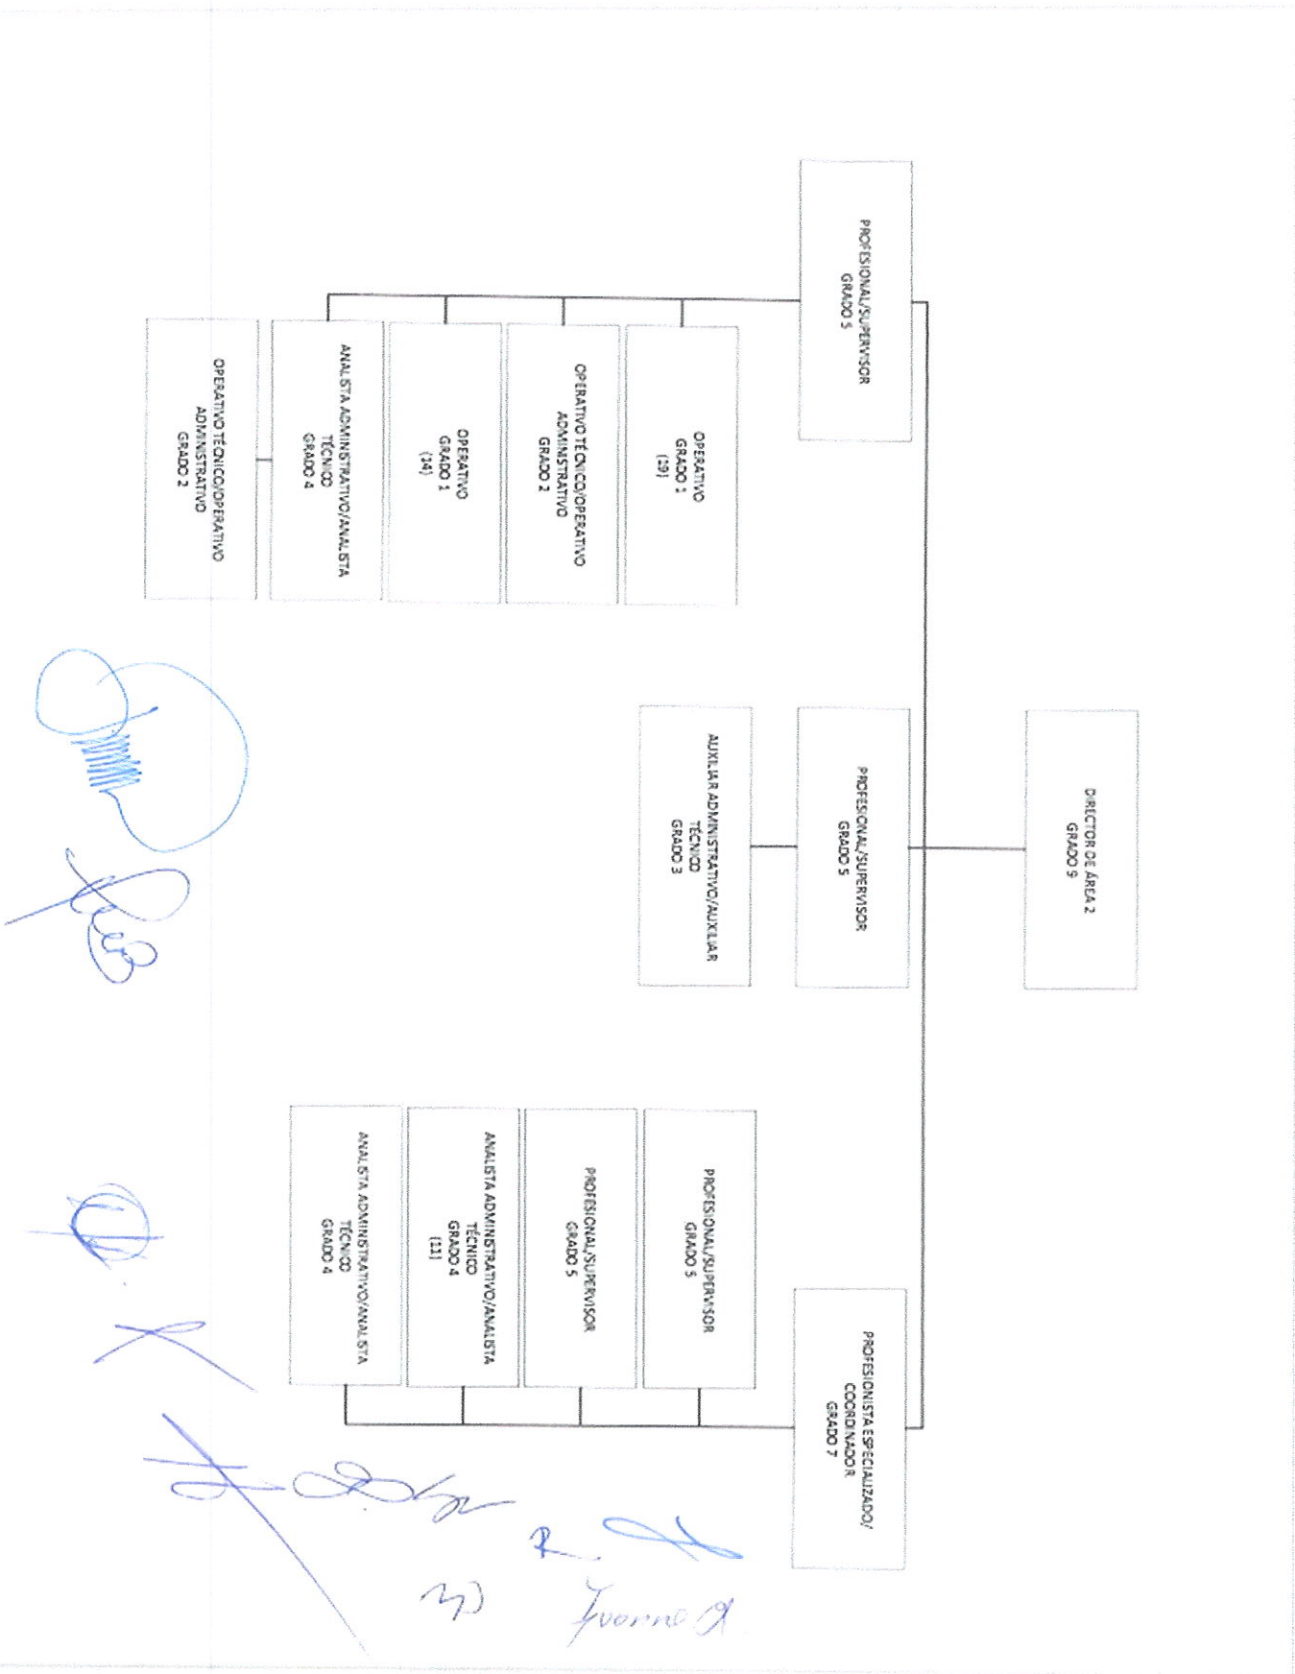 DIRECTOR DE ÁREA 2
GRADO 9
PROFESIONAL/SUPERVISOR
GRADO 5
OPERATIVO
GRADO 1
(19)
OPERATIVO TÉCNICO/OPERATIVO
ADMINISTRATIVO
GRADO 2
OPERATIVO
GRADO 1
(14)
ANALISTA ADMINISTRATIVO/ANALISTA
TÉCNICO
GRADO 4
OPERATIVO TÉCNICO/OPERATIVO
ADMINISTRATIVO
GRADO 2
PROFESIONAL/SUPERVISOR
GRADO 5
AUXILIAR ADMINISTRATIVO/AUXILIAR
TÉCNICO
GRADO 3
PROFESIONISTA ESPECIALIZADO/
COORDINADOR
GRADO 7
PROFESIONAL/SUPERVISOR
GRADO 5
PROFESIONAL/SUPERVISOR
GRADO 5
ANALISTA ADMINISTRATIVO/ANALISTA
TÉCNICO
GRADO 4
(11)
ANALISTA ADMINISTRATIVO/ANALISTA
TÉCNICO
GRADO 4